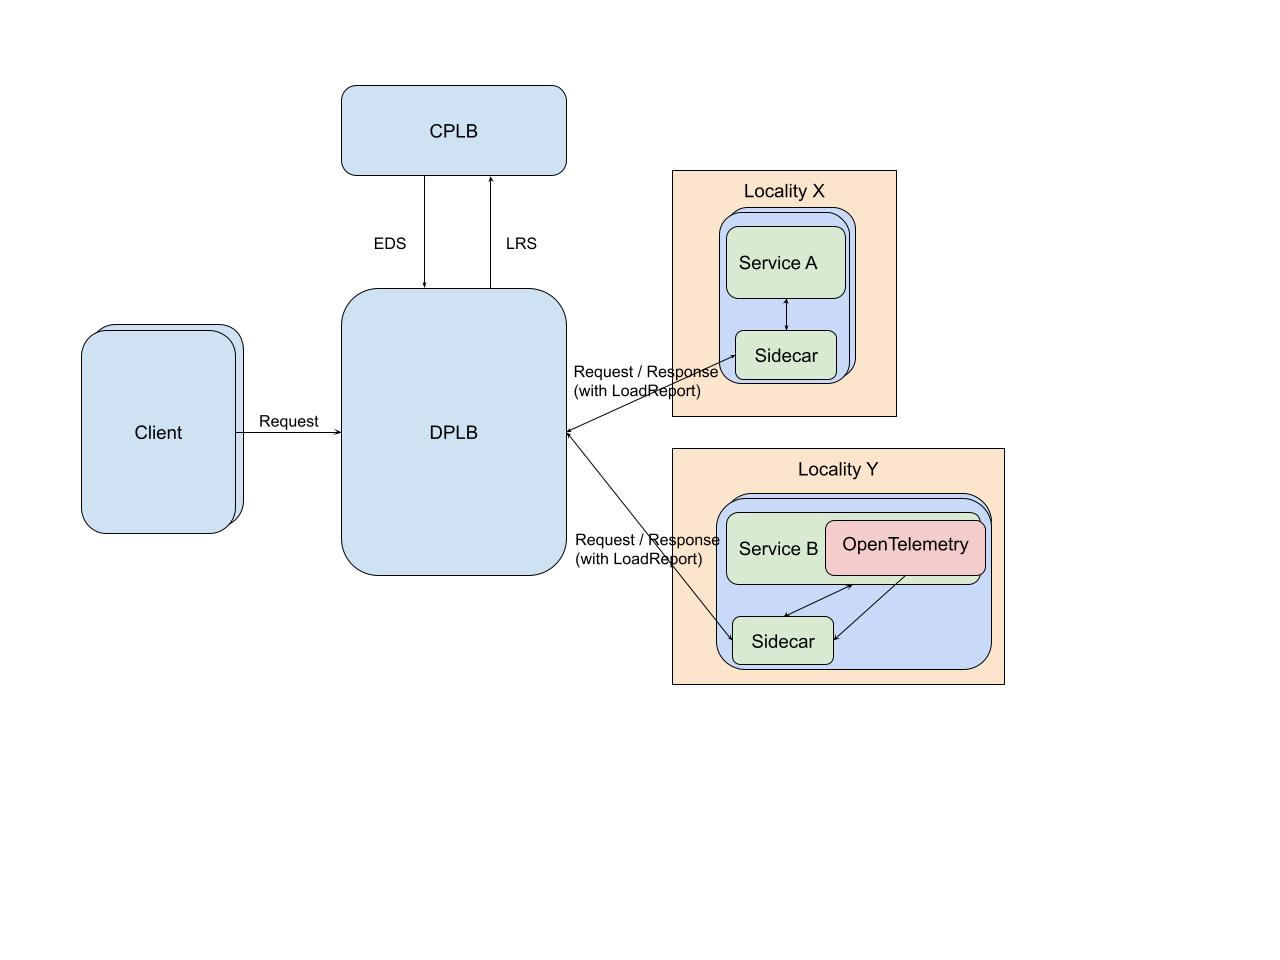 CPLB
EDS
LRS
Client
Request
DPLB
Request / Response
(with LoadReport)
Request / Response
(with LoadReport)
Locality X
Service A
Sidecar
Locality Y
Service B
OpenTelemetry
Sidecar